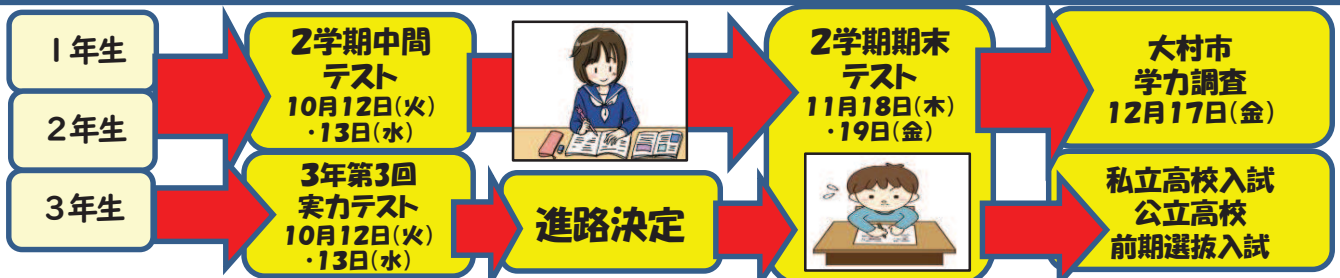 1年生
2年生
3年生
2学期中間
テスト
10月12日(火)
・13日(水)
3年第3回
実力テスト
10月12日(火)
・13日(水)
進路決定
2学期期末
テスト
11月18日(木)
・19日(金)
大村市
学力調査
12月17日(金)
私立高校入試
公立高校
前期選抜入試